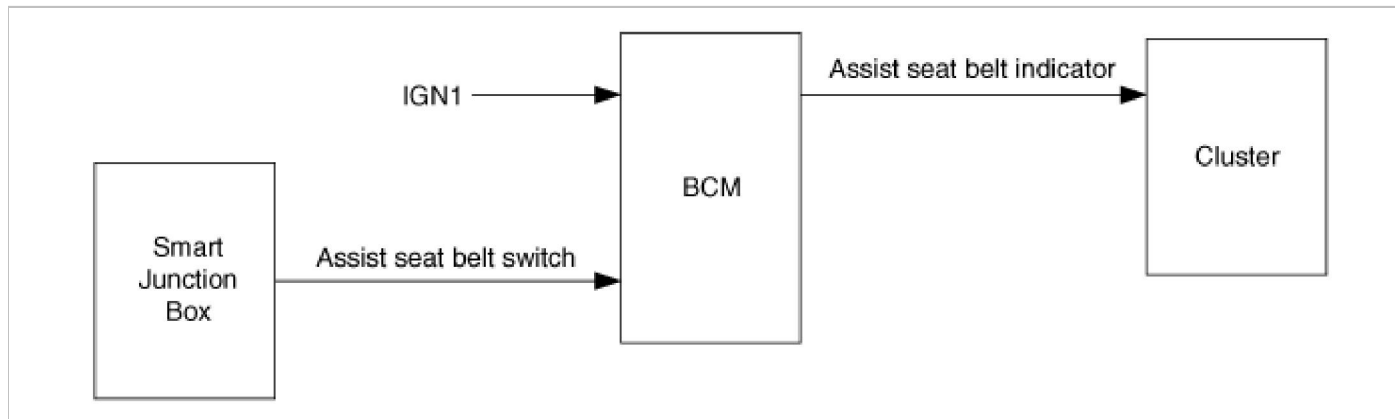 Assist seat belt indicator
IGN1
Cluster
BCM
Smart
Junction
Box
Assist seat belt switch